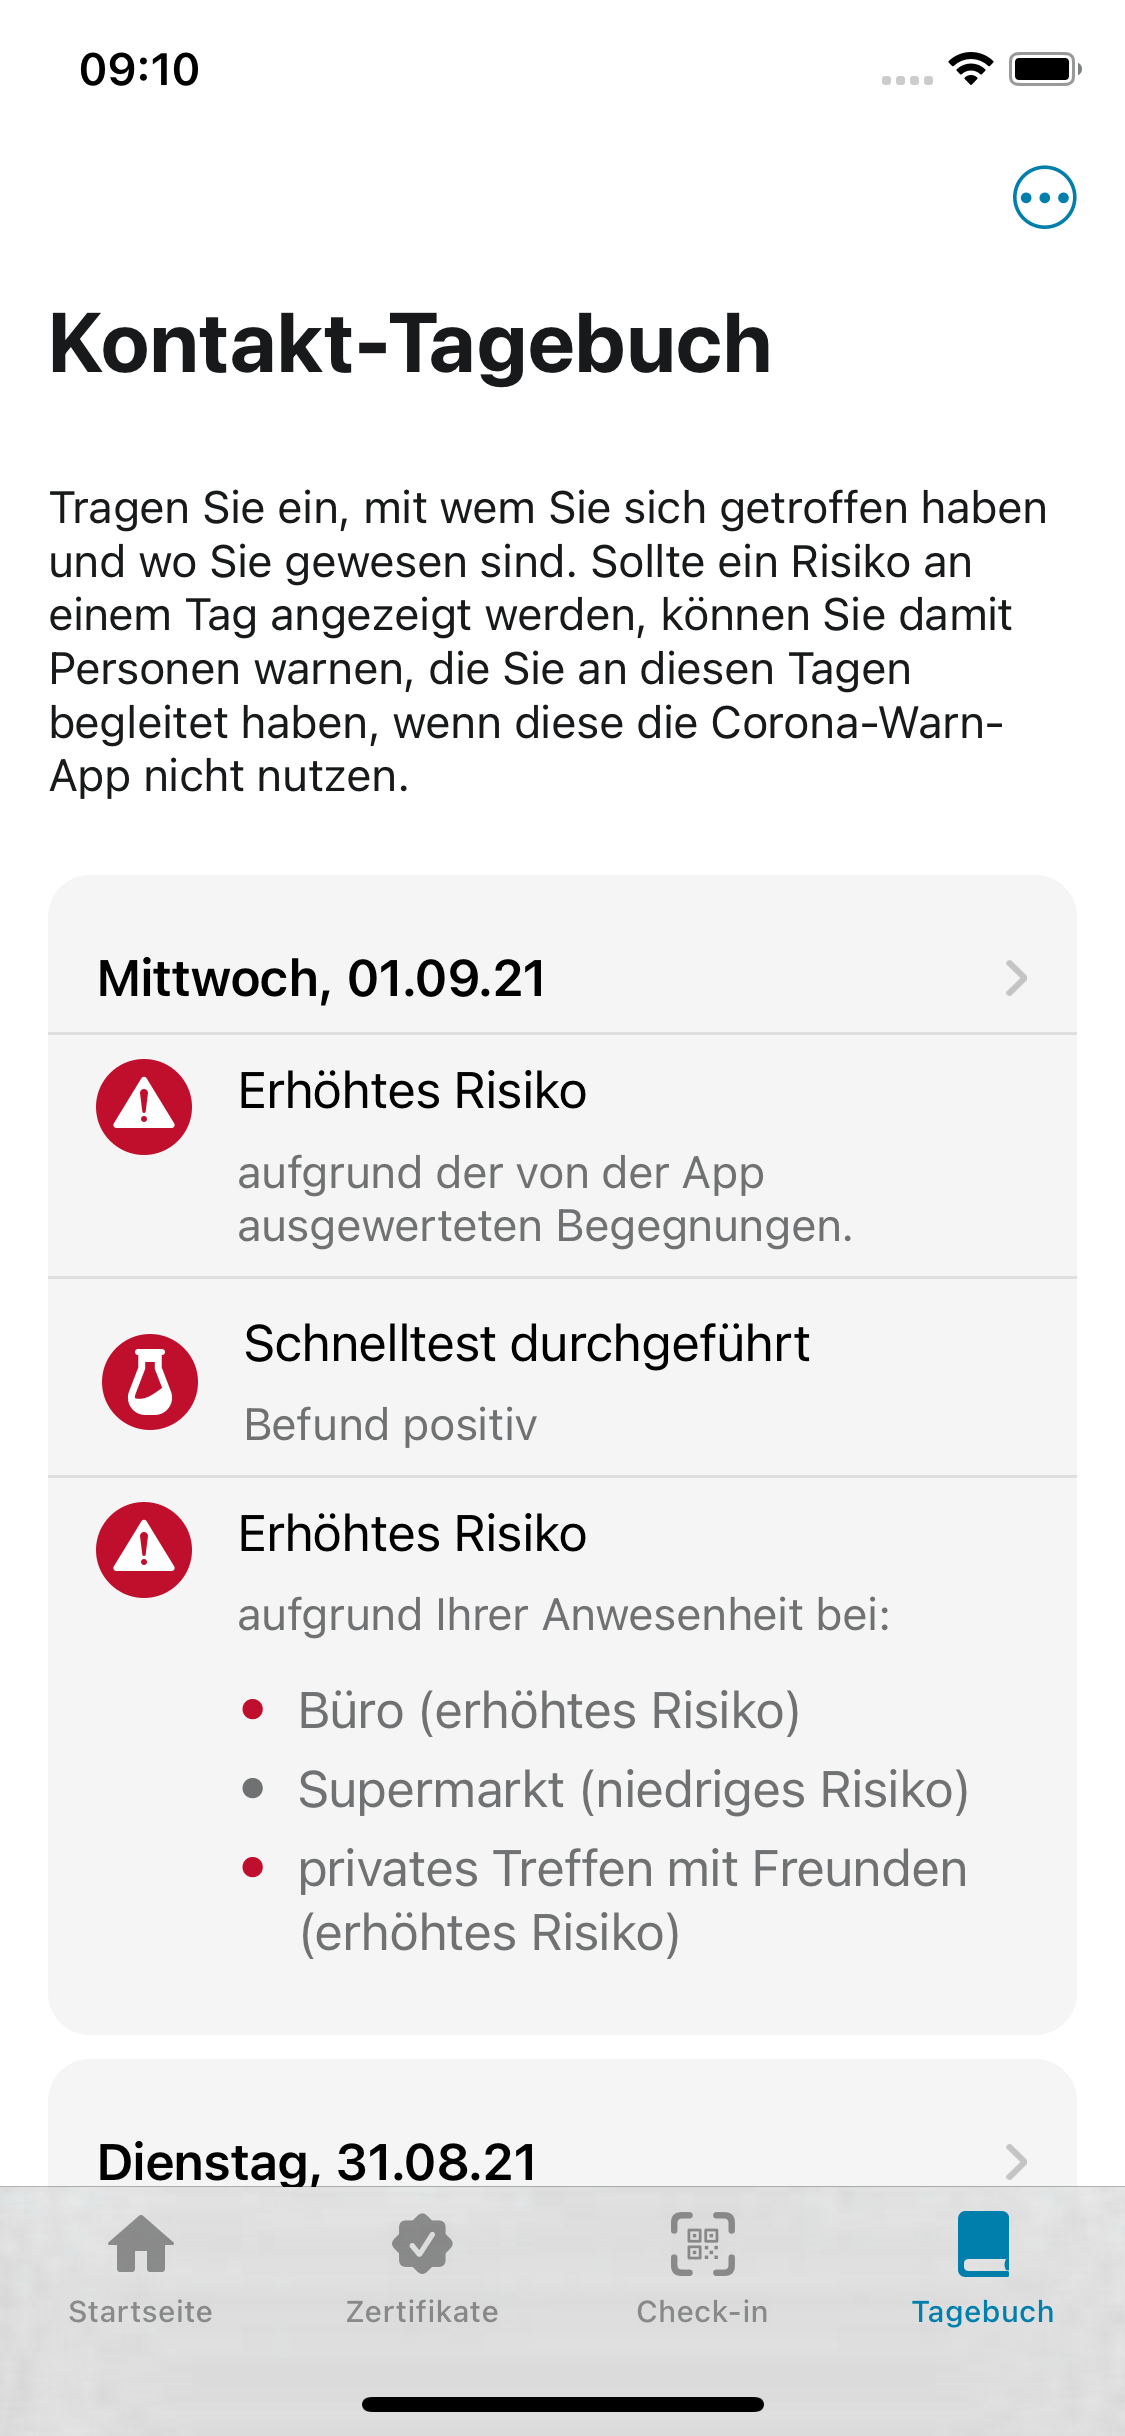 09:10
Kontakt-Tagebuch
Tragen Sie ein, mit wem Sie sich getroffen haben
und wo Sie gewesen sind. Sollte ein Risiko an
einem Tag angezeigt werden, können Sie damit
Personen warnen, die Sie an diesen Tagen
begleitet haben, wenn diese die Corona-Warn-
App nicht nutzen.
Mittwoch, 01.09.21
Erhöhtes Risiko
aufgrund der von der App
ausgewerteten Begegnungen.
Schnelltest durchgeführt
Befund positiv
Erhöhtes Risiko
aufgrund Ihrer Anwesenheit bei:
• Büro (erhöhtes Risiko)
• Supermarkt (niedriges Risiko)
• privates Treffen mit Freunden
(erhöhtes Risiko)
Dienstag, 31.08.21
Startseite
Zertifikate
Check-in
Tagebuch